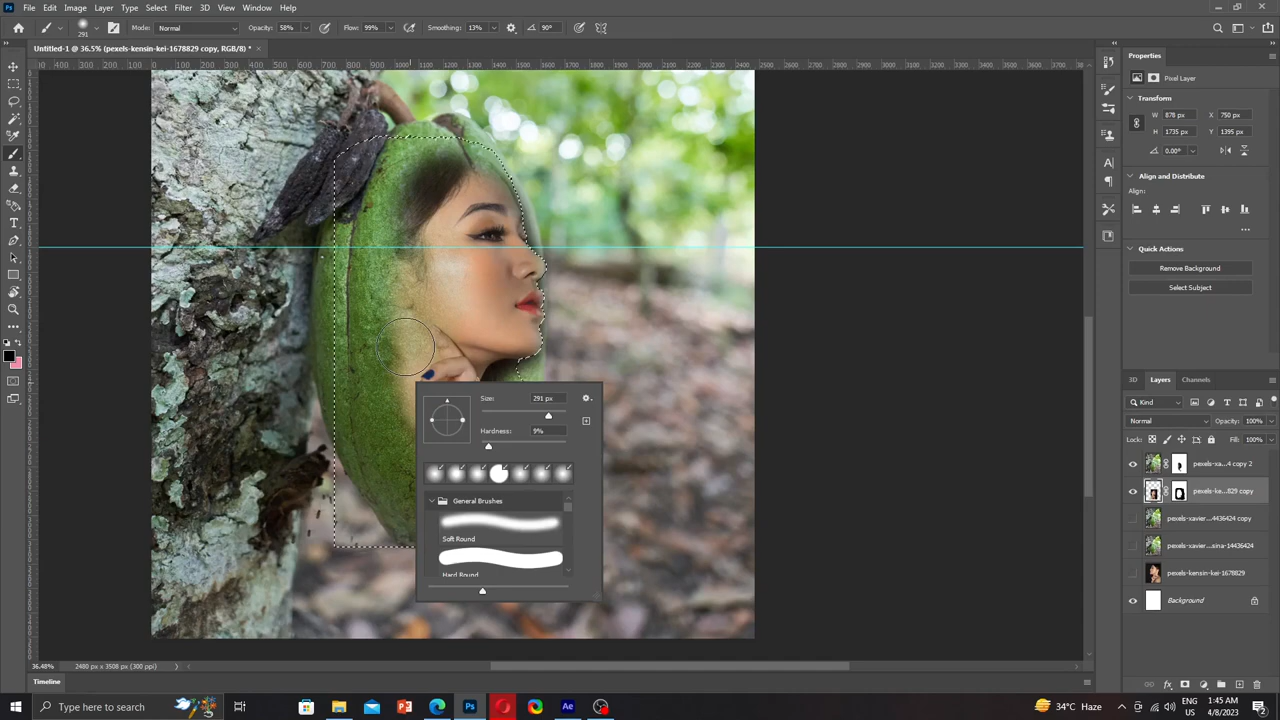 File Edit Image Layer Type Select Filter 3D View Window Help
291 Mode: Normal Opacity: 58% Flow: 99% Smoothing: 13% 90°
Untitled-1 @ 36.5% (pexels-kensin-kei-1678829 copy, RGB/8) *
Properties
Pixel Layer
Transform
W 878 px X 750 px
H 1735 px Y 1395 px
0.00°
Align and Distribute
Align:
Quick Actions
Remove Background
Select Subject
Size: 291 px
Hardness: 9%
General Brushes
Soft Round
Hard Round
3D Layers Channels
Kind
Normal Opacity: 100%
Lock: Fill: 100%
pexels-xa...4 copy 2
pexels-ke...829 copy
pexels-xavier...4436424 copy
pexels-xavier...sina-14436424
pexels-kensin-kei-1678829
Background
36.48% 2480 px x 3508 px (300 ppi)
Timeline
Type here to search
34°C Haze
ENG
US
1:45 AM
4/8/2023